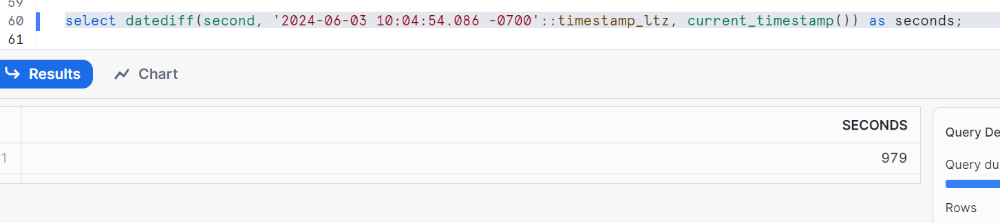 59
60 select datediff(second, '2024-06-03 10:04:54.086 -0700'::timestamp_ltz, current_timestamp()) as seconds;
61
Results Chart
SECONDS
Query De
1 979
Query du
Rows